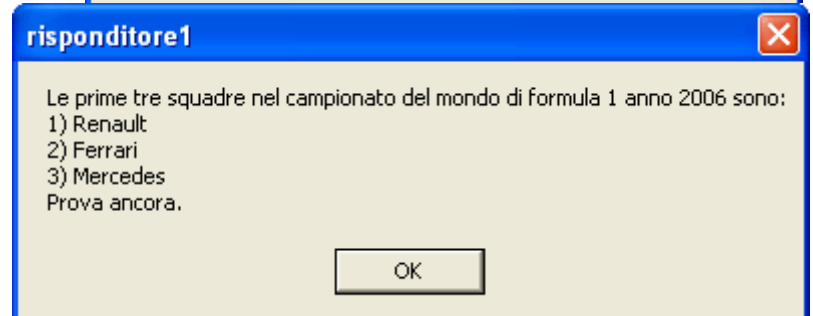 risponditore1
Le prime tre squadre nel campionato del mondo di formula 1 anno 2006 sono:
1) Renault
2) Ferrari
3) Mercedes
Prova ancora.
OK